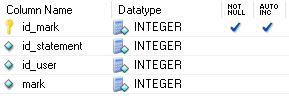 Column Name Datatype NOT NULL AUTO INC
id_mark INTEGER
id_statement INTEGER
id_user INTEGER
mark INTEGER